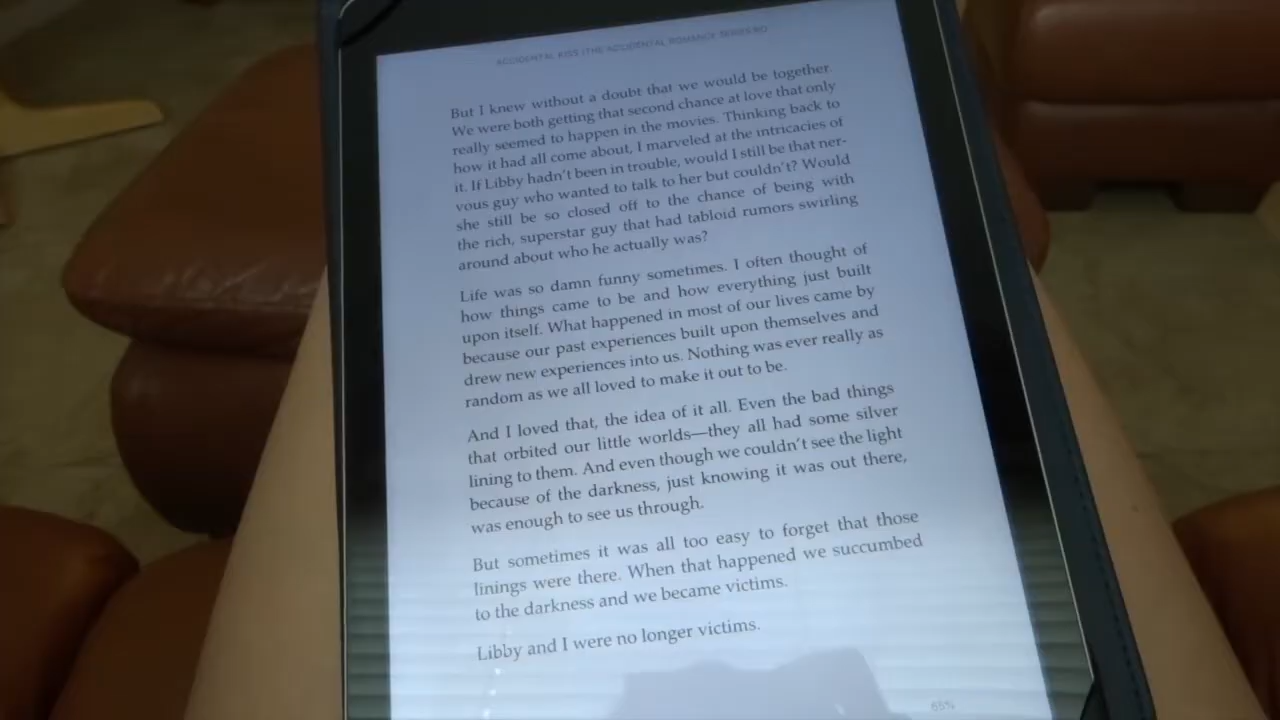 ACCIDENTAL KISS (THE ACCIDENTAL ROMANCE SERIES
But I knew without a doubt that we would be together.
We were both getting that second chance at love that only
really seemed to happen in the movies. Thinking back to
how it had all come about, I marveled at the intricacies of
it. If Libby hadn't been in trouble, would I still be that ner-
vous guy who wanted to talk to her but couldn't? Would
she still be so closed off to the chance of being with
the rich, superstar guy that had tabloid rumors swirling
around about who he actually was?
Life was so damn funny sometimes. I often thought of
how things came to be and how everything just built
upon itself. What happened in most of our lives came by
because our past experiences built upon themselves and
drew new experiences into us. Nothing was ever really as
random as we all loved to make it out to be.
And I loved that, the idea of it all. Even the bad things
that orbited our little worlds—they all had some silver
lining to them. And even though we couldn't see the light
because of the darkness, just knowing it was out there,
was enough to see us through.
But sometimes it was all too easy to forget that those
linings were there. When that happened we succumbed
to the darkness and we became victims.
Libby and I were no longer victims.
65%